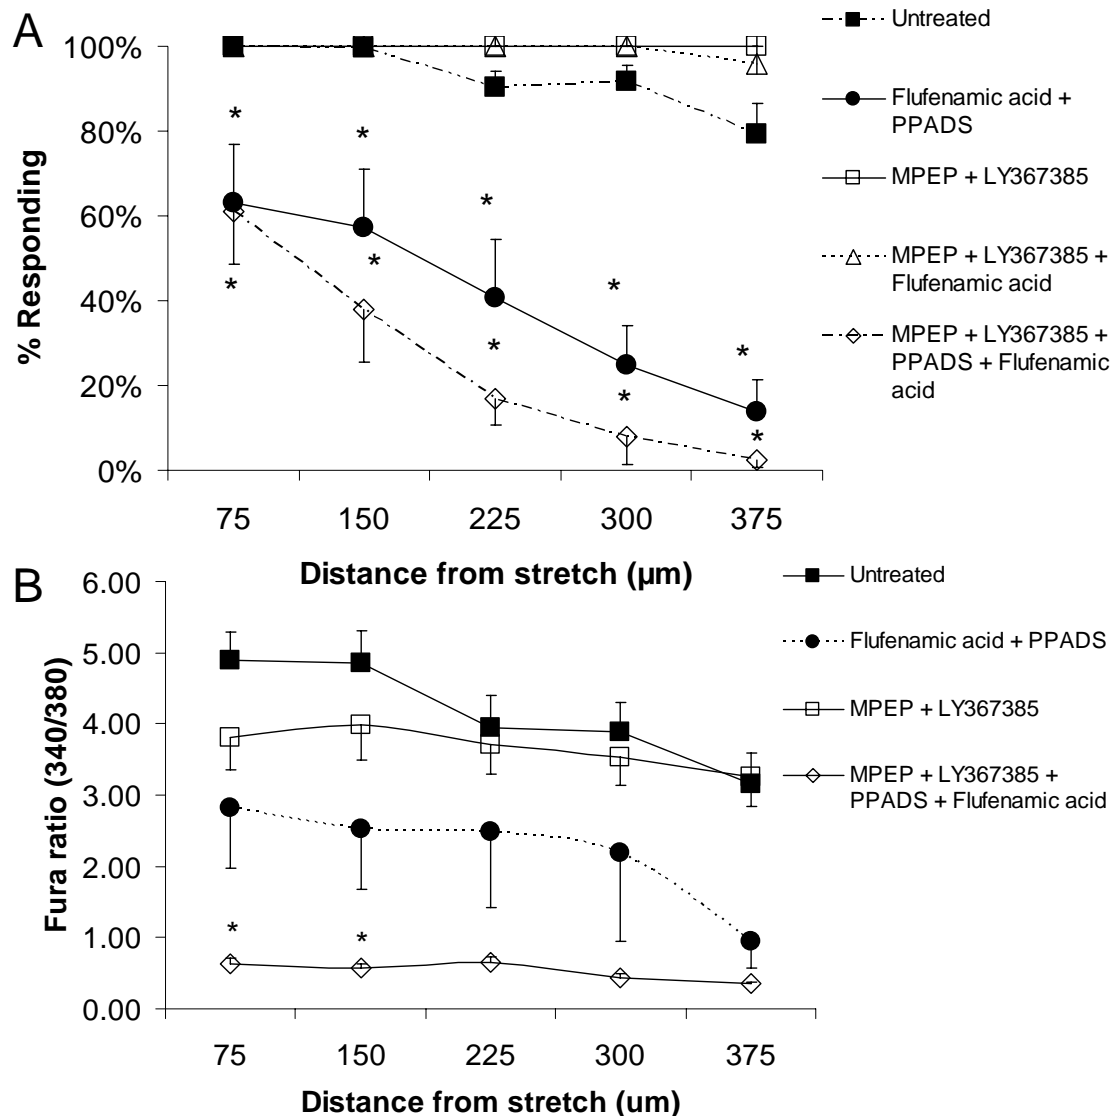 A
100%
80%
60%
40%
20%
0%
% Responding
* * * * *
* * * * *
75 150 225 300 375
Distance from stretch (µm)
Untreated
Flufenamic acid +
PPADS
MPEP + LY367385
MPEP + LY367385 +
Flufenamic acid
MPEP + LY367385 +
PPADS + Flufenamic
acid
B
6.00
5.00
4.00
3.00
2.00
1.00
0.00
Fura ratio (340/380)
* *
75 150 225 300 375
Distance from stretch (um)
Untreated
Flufenamic acid + PPADS
MPEP + LY367385
MPEP + LY367385 +
PPADS + Flufenamic acid